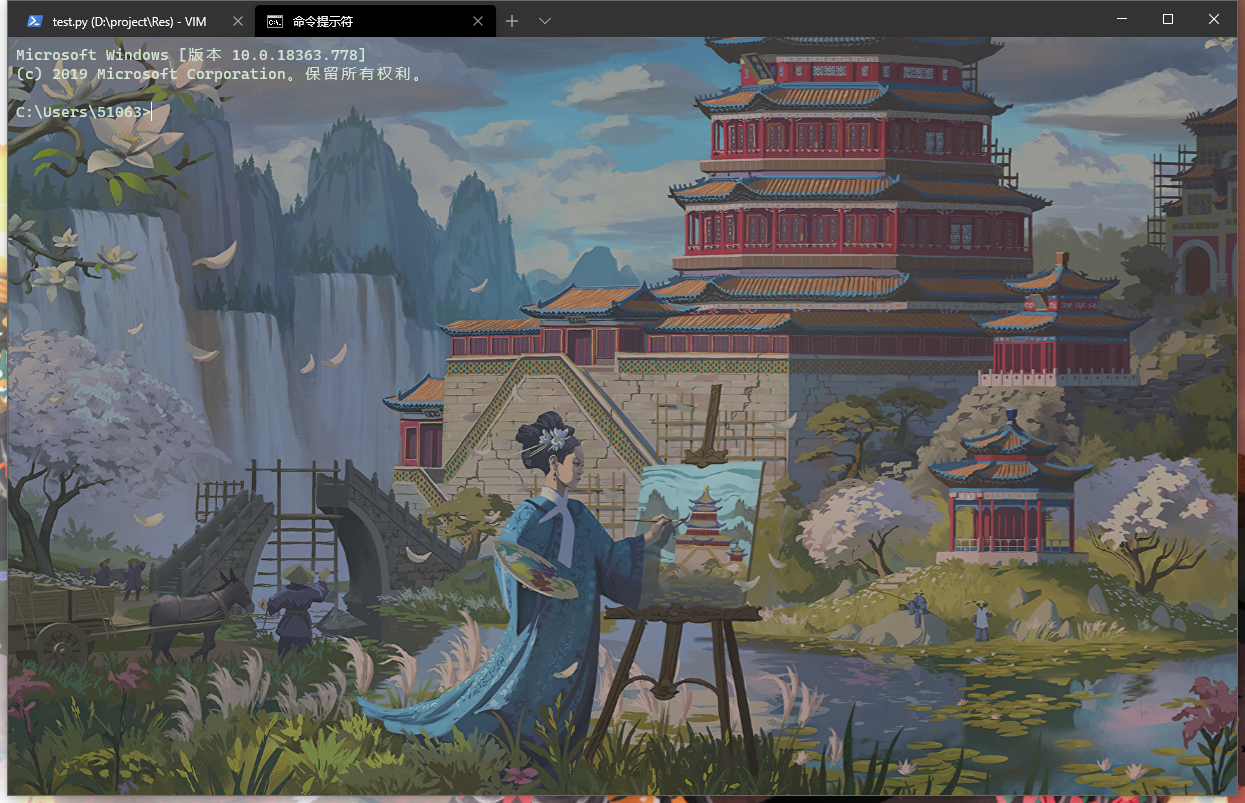 test.py (D:\project\Res) - VIM
命令提示符
Microsoft Windows [版本 10.0.18363.778]
(c) 2019 Microsoft Corporation。保留所有权利。
C:\Users\51063>